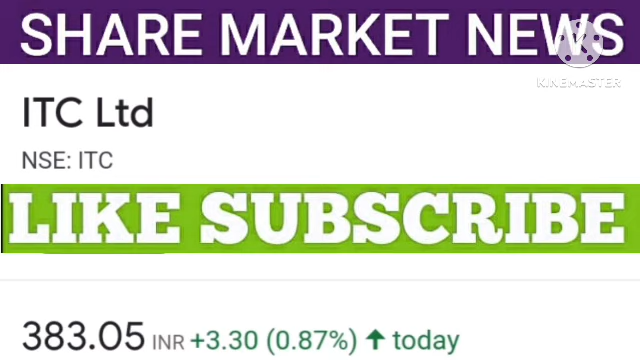 SHARE MARKET NEWS
KINEMASTER
ITC Ltd
NSE: ITC
LIKE SUBSCRIBE
383.05 INR +3.30 (0.87%) ↑ today